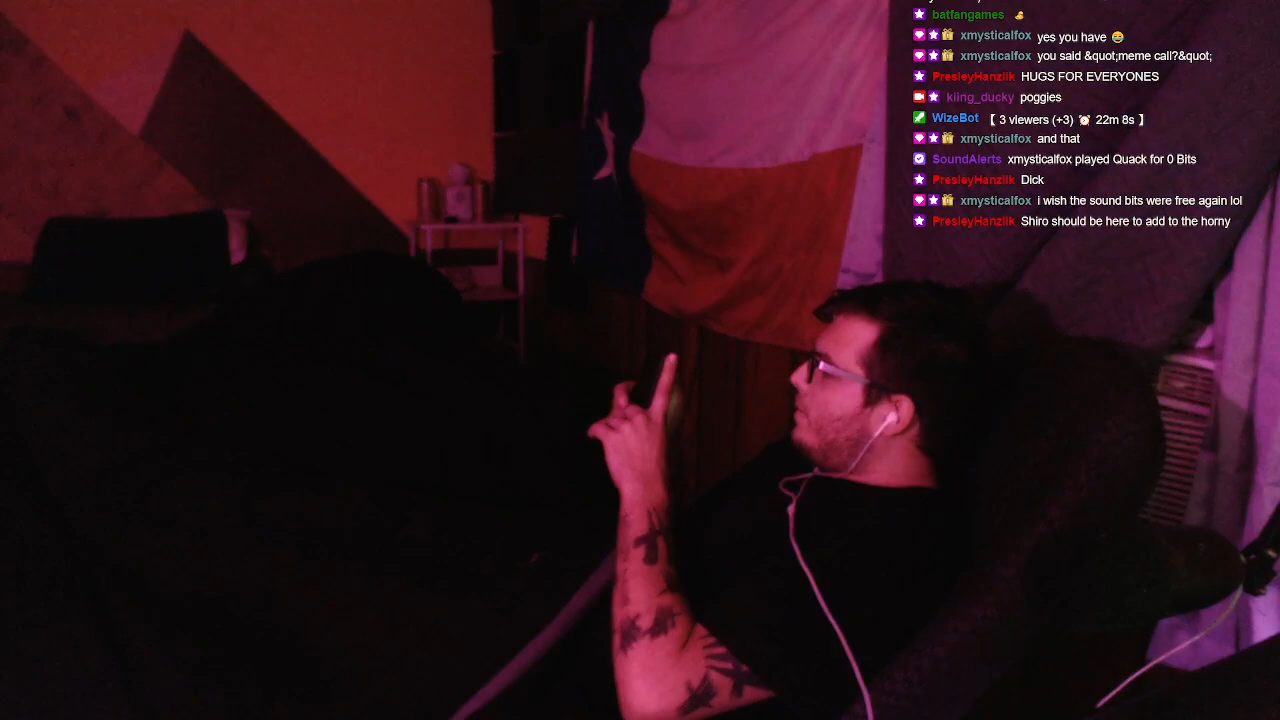 batfangames
xmysticalfox yes you have 😂
xmysticalfox you said &quot;meme call?&quot;
PresleyHanzlik HUGS FOR EVERYONES
kiing_ducky poggies
WizeBot 【 3 viewers (+3) ⏰ 22m 8s 】
xmysticalfox and that
SoundAlerts xmysticalfox played Quack for 0 Bits
PresleyHanzlik Dick
xmysticalfox i wish the sound bits were free again lol
PresleyHanzlik Shiro should be here to add to the horny